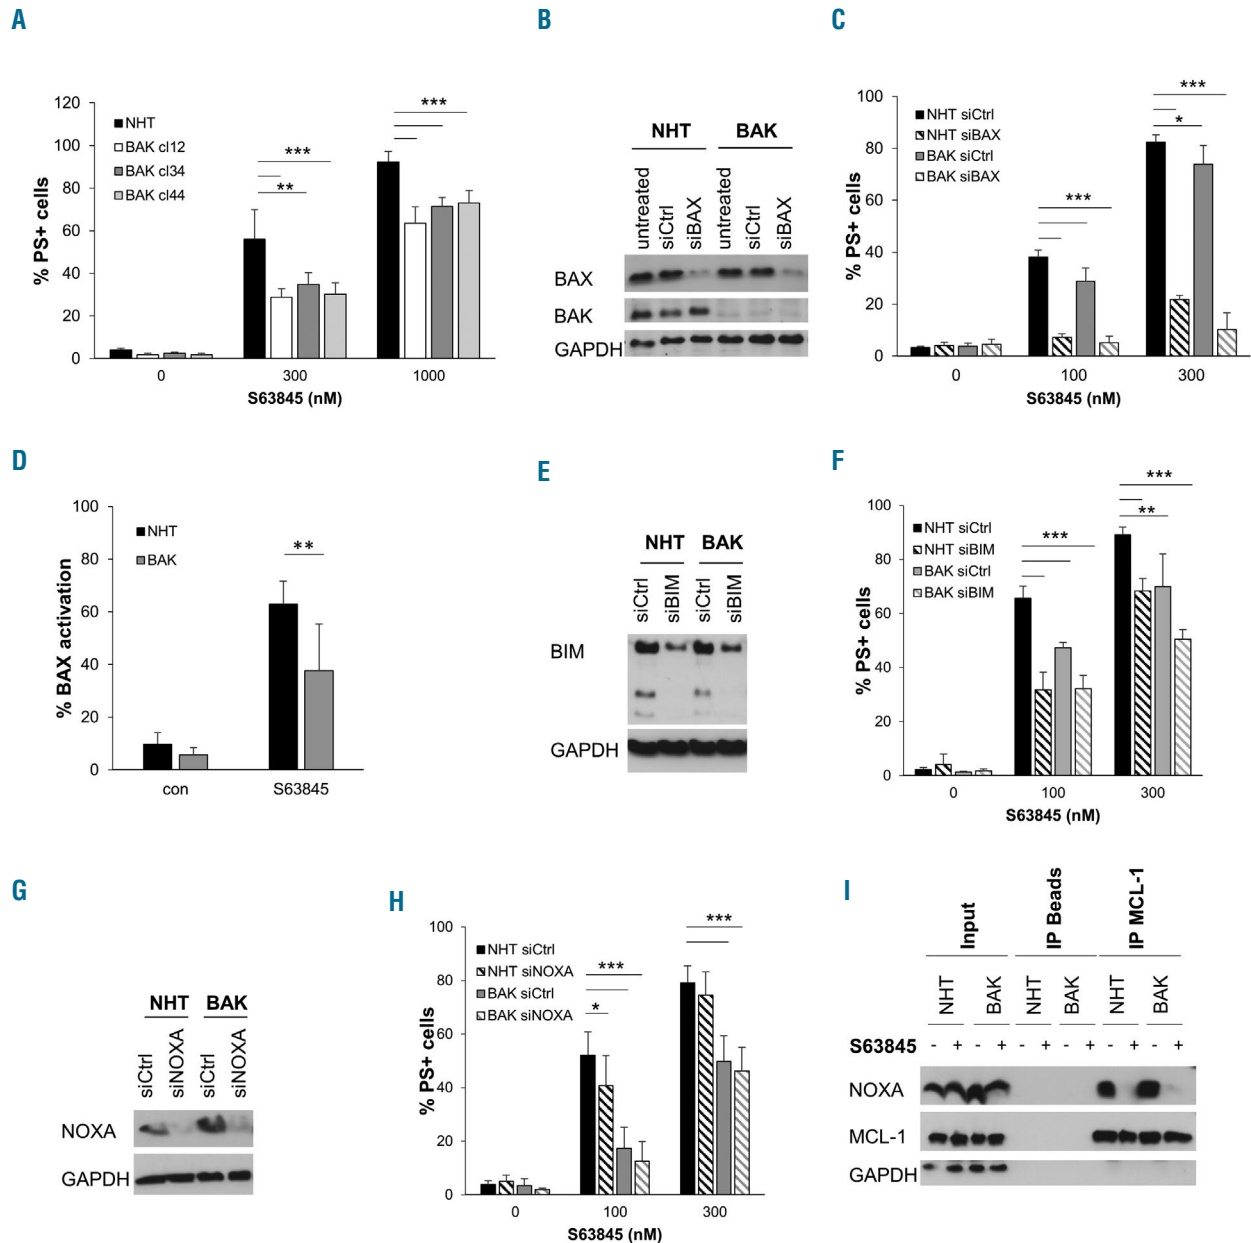 A
120
100
80
60
40
20
0
% PS+ cells
NHT
BAK cl12
BAK cl34
BAK cl44
***
**
***
0 300 1000
S63845 (nM)
B
NHT BAK
untreated siCtrl siBAX untreated siCtrl siBAX
BAX
BAK
GAPDH
C
100
80
60
40
20
0
% PS+ cells
NHT siCtrl
NHT siBAX
BAK siCtrl
BAK siBAX
***
***
*
0 100 300
S63845 (nM)
D
100
80
60
40
20
0
% BAX activation
NHT
BAK
**
con S63845
E
NHT BAK
siCtrl siBIM siCtrl siBIM
BIM
GAPDH
F
100
80
60
40
20
0
% PS+ cells
NHT siCtrl
NHT siBIM
BAK siCtrl
BAK siBIM
***
***
**
0 100 300
S63845 (nM)
G
NHT BAK
siCtrl siNOXA siCtrl siNOXA
NOXA
GAPDH
H
100
80
60
40
20
0
% PS+ cells
NHT siCtrl
NHT siNOXA
BAK siCtrl
BAK siNOXA
***
*
***
0 100 300
S63845 (nM)
I
Input IP Beads IP MCL-1
NHT BAK NHT BAK NHT BAK
S63845 - + - + - + - + - + - +
NOXA
MCL-1
GAPDH